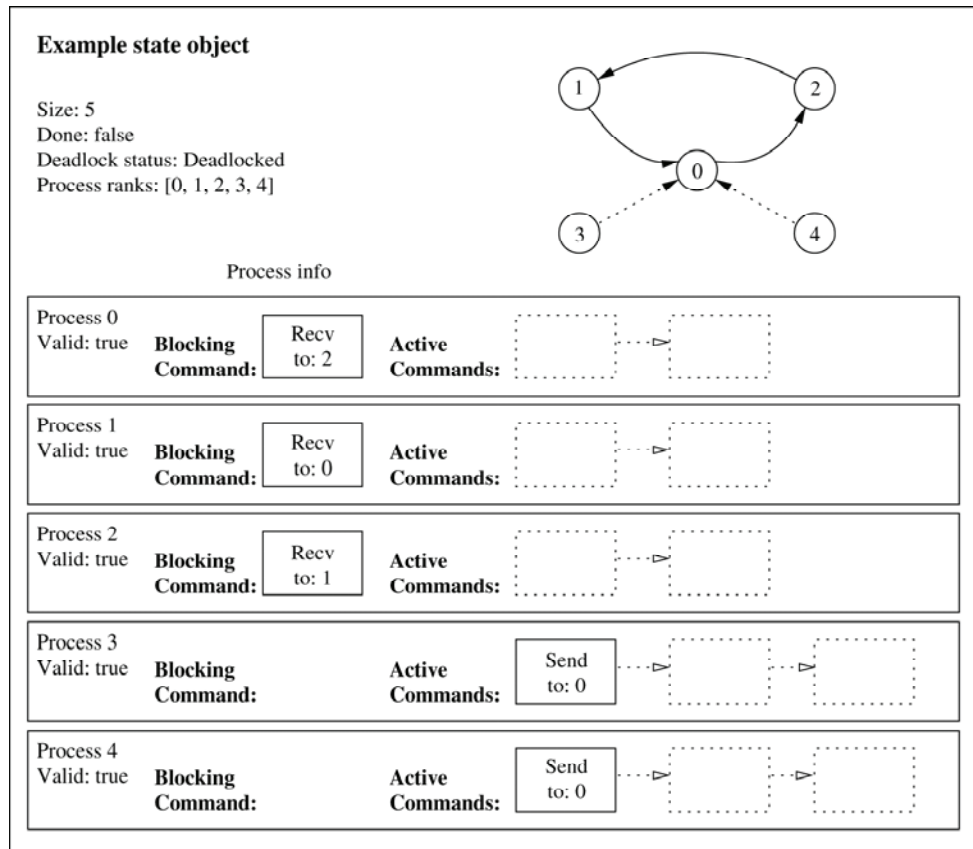 Example state object
Size: 5
Done: false
Deadlock status: Deadlocked
Process ranks: [0, 1, 2, 3, 4]
1
2
0
3
4
Process info
Process 0
Valid: true
Blocking
Command:
Recv
to: 2
Active
Commands:
Process 1
Valid: true
Blocking
Command:
Recv
to: 0
Active
Commands:
Process 2
Valid: true
Blocking
Command:
Recv
to: 1
Active
Commands:
Process 3
Valid: true
Blocking
Command:
Active
Commands:
Send
to: 0
Process 4
Valid: true
Blocking
Command:
Active
Commands:
Send
to: 0